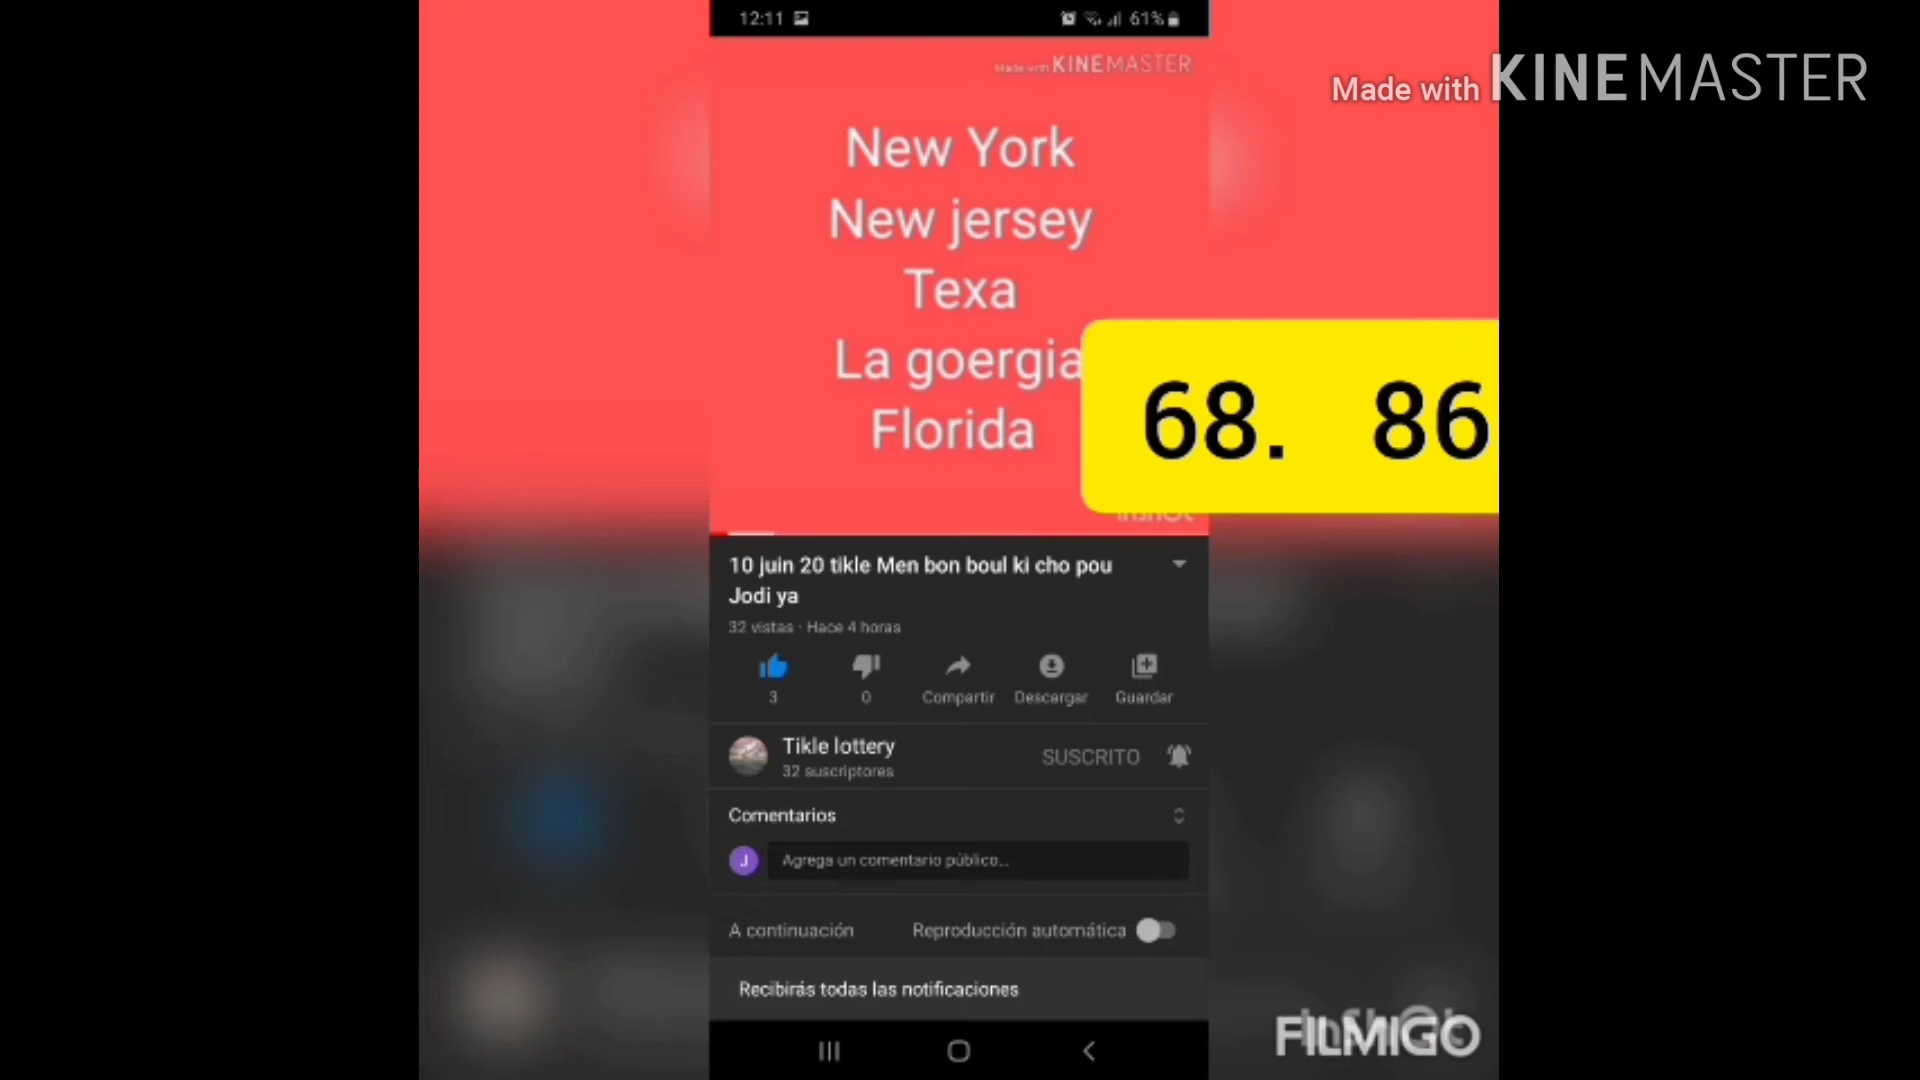 12:11
61%
Made with KINEMASTER
Made with KINEMASTER
New York
New jersey
Texa
La goergia
Florida
68. 86
10 juin 20 tikle Men bon boul ki cho pou
Jodi ya
32 vistas · Hace 4 horas
3
0
Compartir
Descargar
Guardar
Tikle lottery
32 suscriptores
SUSCRITO
Comentarios
J
Agrega un comentario público...
A continuación
Reproducción automática
Recibirás todas las notificaciones
FILMIGO